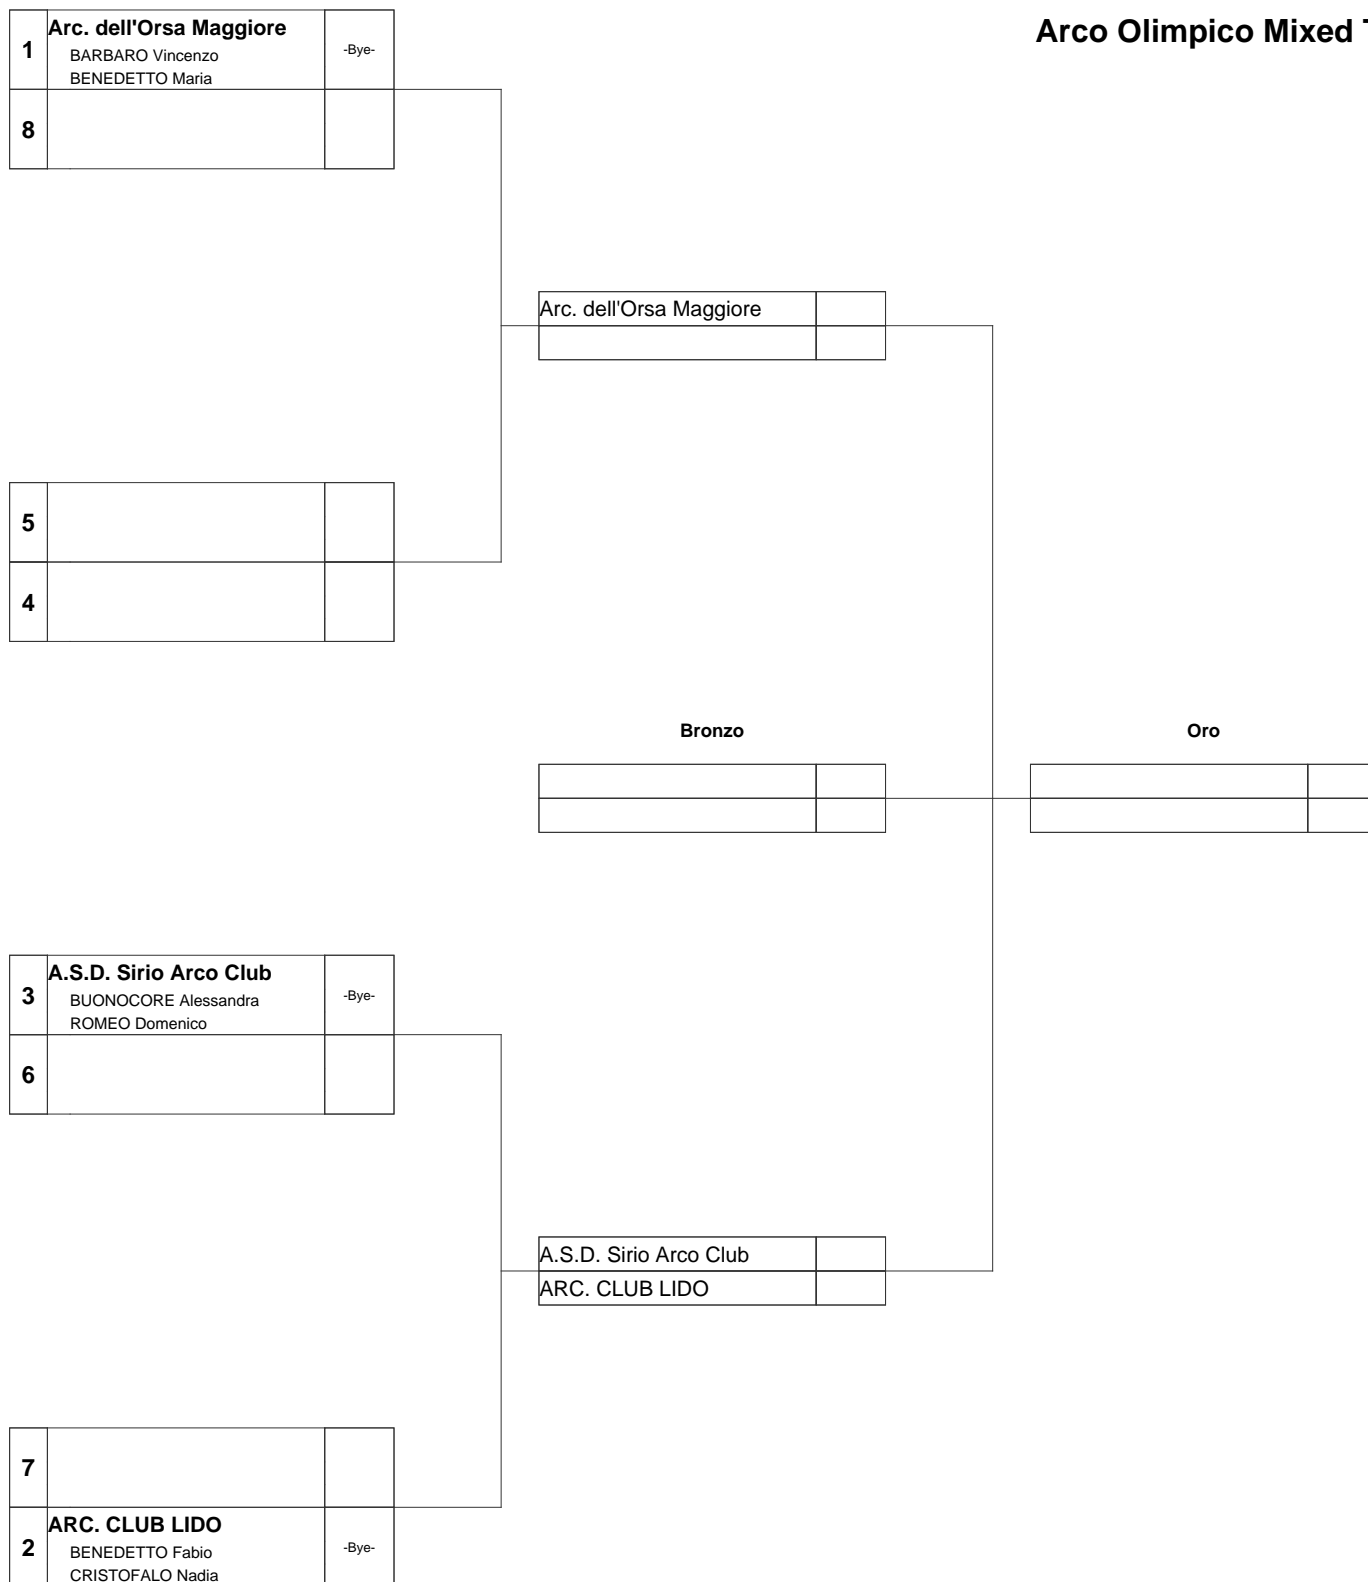 Arco Olimpico Mixed
1
Arc. dell'Orsa Maggiore
BARBARO Vincenzo
BENEDETTO Maria
-Bye-
8
Arc. dell'Orsa Maggiore
5
4
Bronzo
Oro
3
A.S.D. Sirio Arco Club
BUONOCORE Alessandra
ROMEO Domenico
-Bye-
6
A.S.D. Sirio Arco Club
ARC. CLUB LIDO
7
2
ARC. CLUB LIDO
BENEDETTO Fabio
CRISTOFALO Nadia
-Bye-